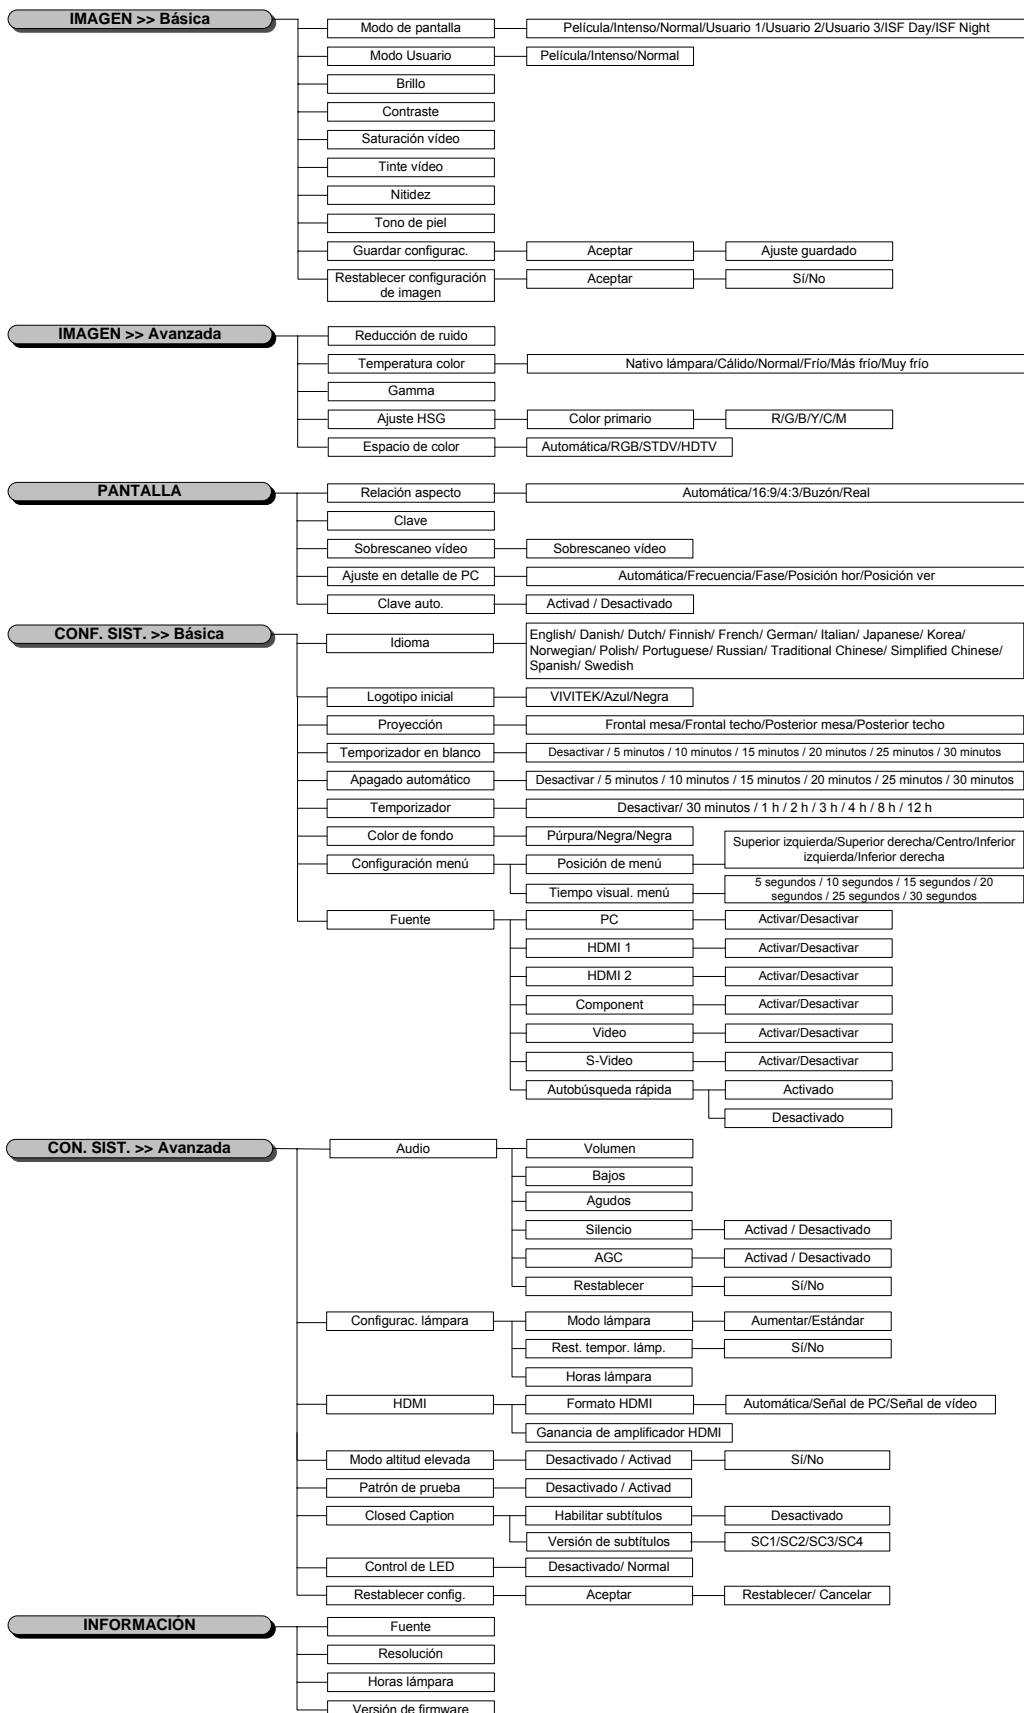 IMAGEN >> Básica
Modo de pantalla
Película/Intenso/Normal/Usuario 1/Usuario 2/Usuario 3/ISF Day/ISF Night
Modo Usuario
Película/Intenso/Normal
Brillo
Contraste
Saturación vídeo
Tinte vídeo
Nitidez
Tono de piel
Guardar configurac.
Aceptar
Ajuste guardado
Restablecer configuración
de imagen
Aceptar
Sí/No
IMAGEN >> Avanzada
Reducción de ruido
Temperatura color
Nativo lámpara/Cálido/Normal/Frío/Más frío/Muy frío
Gamma
Ajuste HSG
Color primario
R/G/B/Y/C/M
Espacio de color
Automática/RGB/STDV/HDTV
PANTALLA
Relación aspecto
Automática/16:9/4:3/Buzón/Real
Clave
Sobrescaneo vídeo
Sobrescaneo vídeo
Ajuste en detalle de PC
Automática/Frecuencia/Fase/Posición hor/Posición ver
Clave auto.
Activad / Desactivado
CONF. SIST. >> Básica
Idioma
English/ Danish/ Dutch/ Finnish/ French/ German/ Italian/ Japanese/ Korea/
Norwegian/ Polish/ Portuguese/ Russian/ Traditional Chinese/ Simplified Chinese/
Spanish/ Swedish
Logotipo inicial
VIVITEK/Azul/Negra
Proyección
Frontal mesa/Frontal techo/Posterior mesa/Posterior techo
Temporizador en blanco
Desactivar / 5 minutos / 10 minutos / 15 minutos / 20 minutos / 25 minutos / 30 minutos
Apagado automático
Desactivar / 5 minutos / 10 minutos / 15 minutos / 20 minutos / 25 minutos / 30 minutos
Temporizador
Desactivar/ 30 minutos / 1 h / 2 h / 3 h / 4 h / 8 h / 12 h
Color de fondo
Púrpura/Negra/Negra
Configuración menú
Posición de menú
Superior izquierda/Superior derecha/Centro/Inferior
izquierda/Inferior derecha
Tiempo visual. menú
5 segundos / 10 segundos / 15 segundos / 20
segundos / 25 segundos / 30 segundos
Fuente
PC
Activar/Desactivar
HDMI 1
Activar/Desactivar
HDMI 2
Activar/Desactivar
Component
Activar/Desactivar
Video
Activar/Desactivar
S-Video
Activar/Desactivar
Autobúsqueda rápida
Activado
Desactivado
CON. SIST. >> Avanzada
Audio
Volumen
Bajos
Agudos
Silencio
Activad / Desactivado
AGC
Activad / Desactivado
Restablecer
Sí/No
Configurac. lámpara
Modo lámpara
Aumentar/Estándar
Rest. tempor. lámp.
Sí/No
Horas lámpara
HDMI
Formato HDMI
Automática/Señal de PC/Señal de vídeo
Ganancia de amplificador HDMI
Modo altitud elevada
Desactivado / Activad
Sí/No
Patrón de prueba
Desactivado / Activad
Closed Caption
Habilitar subtítulos
Desactivado
Versión de subtítulos
SC1/SC2/SC3/SC4
Control de LED
Desactivado/ Normal
Restablecer config.
Aceptar
Restablecer/ Cancelar
INFORMACIÓN
Fuente
Resolución
Horas lámpara
Versión de firmware